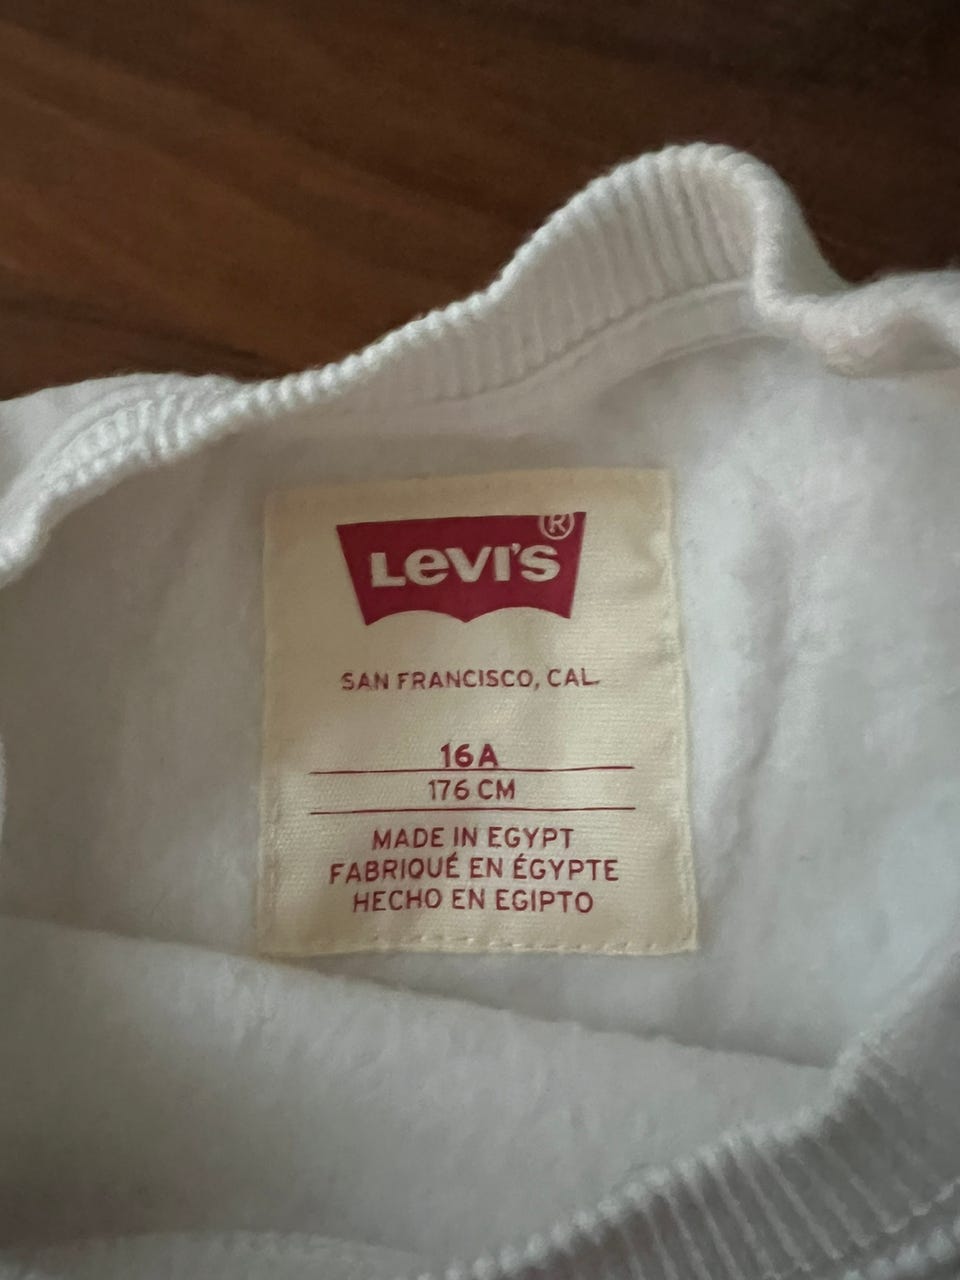 LEVI'S ®
SAN FRANCISCO, CAL.
16A
176 CM
MADE IN EGYPT
FABRIQUÉ EN ÉGYPTE
HECHO EN EGIPTO